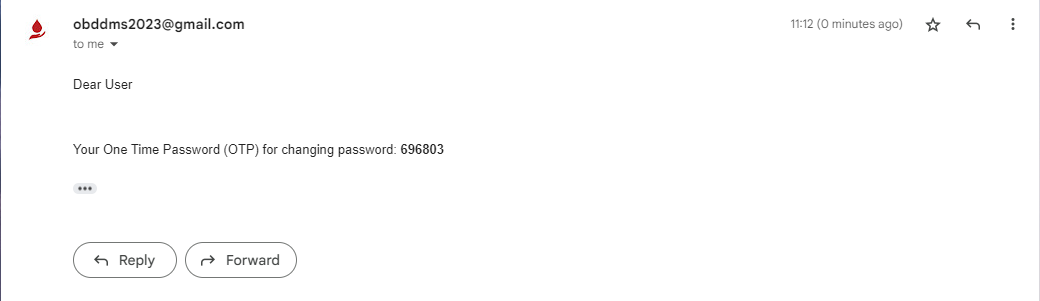 obddms2023@gmail.com
11:12 (0 minutes ago)
to me
Dear User
Your One Time Password (OTP) for changing password: 696803
Reply
Forward